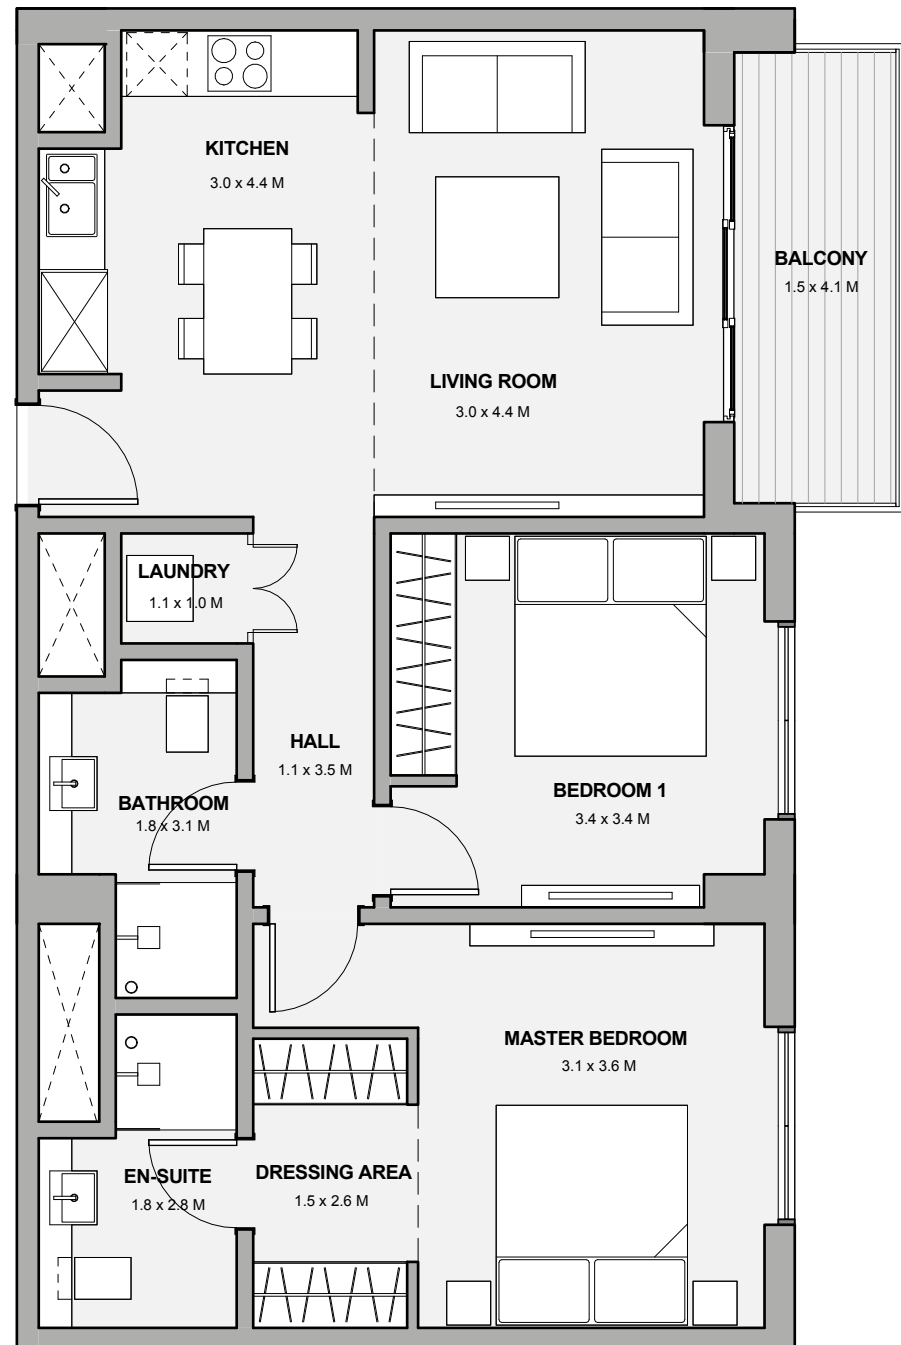 KITCHEN
3.0 x 4.4 M
BALCONY
1.5 x 4.1 M
LIVING ROOM
3.0 x 4.4 M
LAUNDRY
1.1 x 1.0 M
HALL
1.1 x 3.5 M
BATHROOM
1.8 x 3.1 M
BEDROOM 1
3.4 x 3.4 M
MASTER BEDROOM
3.1 x 3.6 M
EN-SUITE
1.8 x 2.8 M
DRESSING AREA
1.5 x 2.6 M